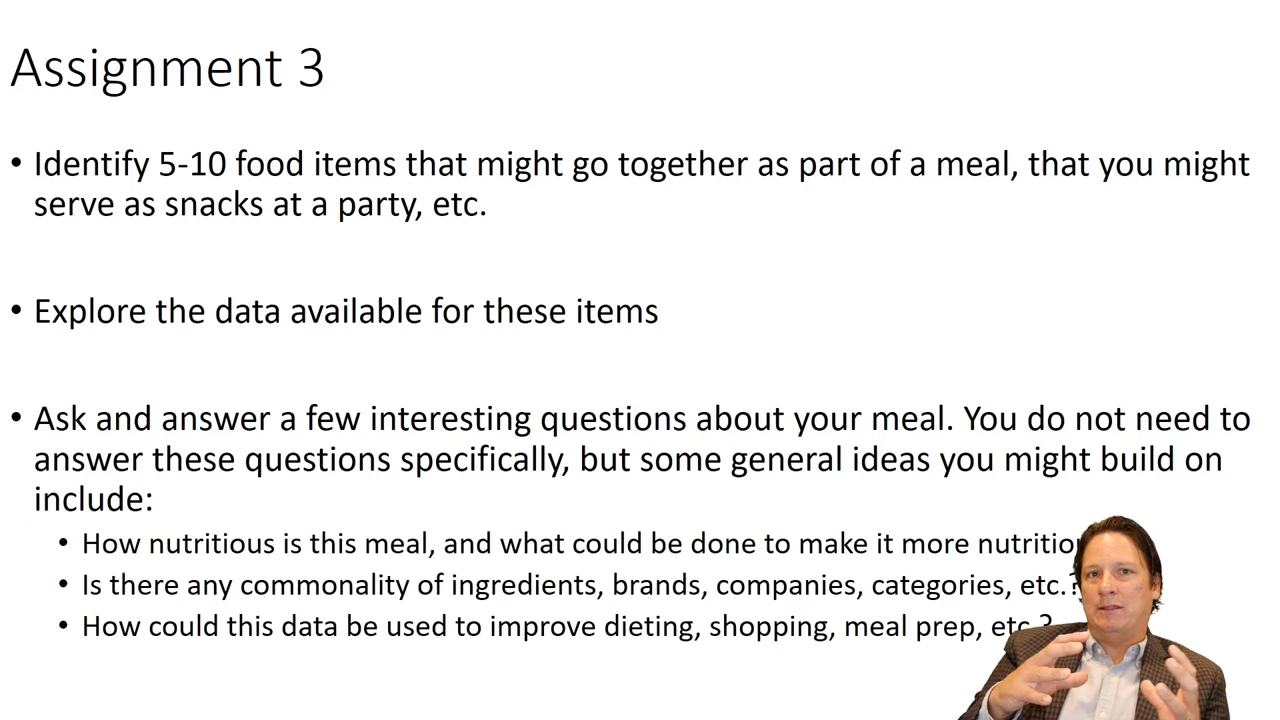 Assignment 3
• Identify 5-10 food items that might go together as part of a meal, that you might
serve as snacks at a party, etc.
• Explore the data available for these items
• Ask and answer a few interesting questions about your meal. You do not need to
answer these questions specifically, but some general ideas you might build on
include:
• How nutritious is this meal, and what could be done to make it more
• Is there any commonality of ingredients, brands, companies, categories, etc.?
• How could this data be used to improve dieting, shopping, meal prep, etc.?